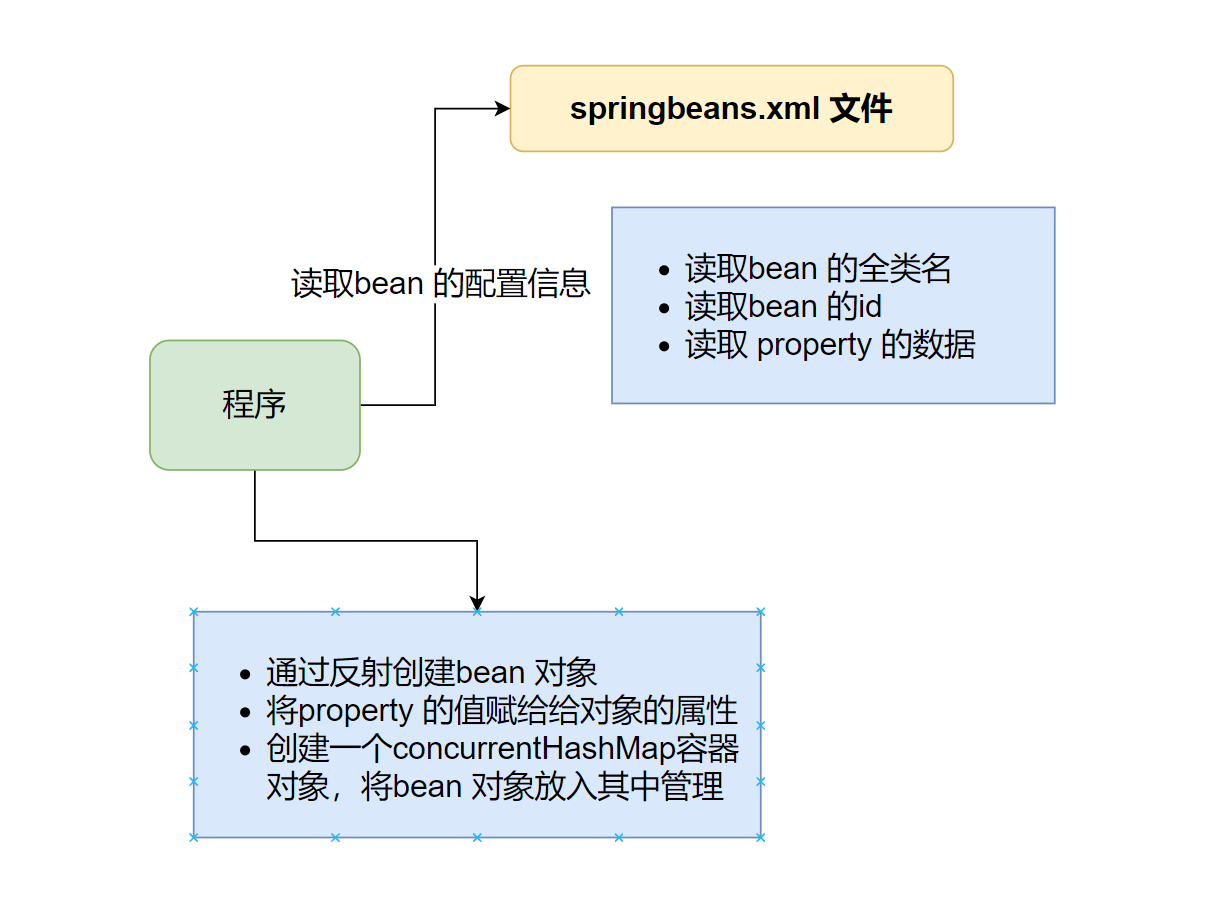 springbeans.xml 文件
读取bean 的配置信息
读取bean 的全类名
读取bean 的id
读取 property 的数据
程序
通过反射创建bean 对象
将property 的值赋给给对象的属性
创建一个concurrentHashMap容器
对象，将bean 对象放入其中管理